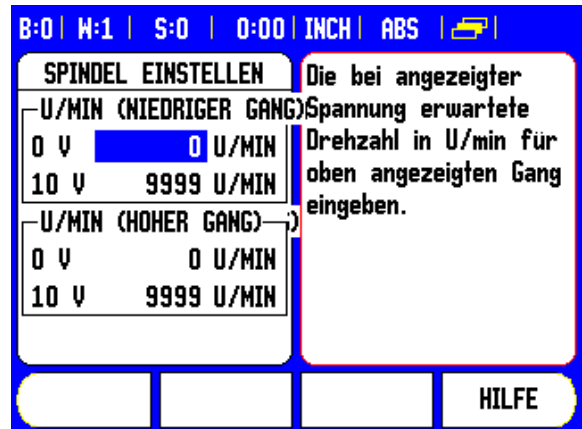 B:0 | W:1 | S:0 | 0:00 | INCH | ABS |
SPINDEL EINSTELLEN
U/MIN (NIEDRIGER GANG)
0 V 0 U/MIN
10 V 9999 U/MIN
U/MIN (HOHER GANG)
0 V 0 U/MIN
10 V 9999 U/MIN
Die bei angezeigter
Spannung erwartete
Drehzahl in U/min für
oben angezeigten Gang
eingeben.
HILFE